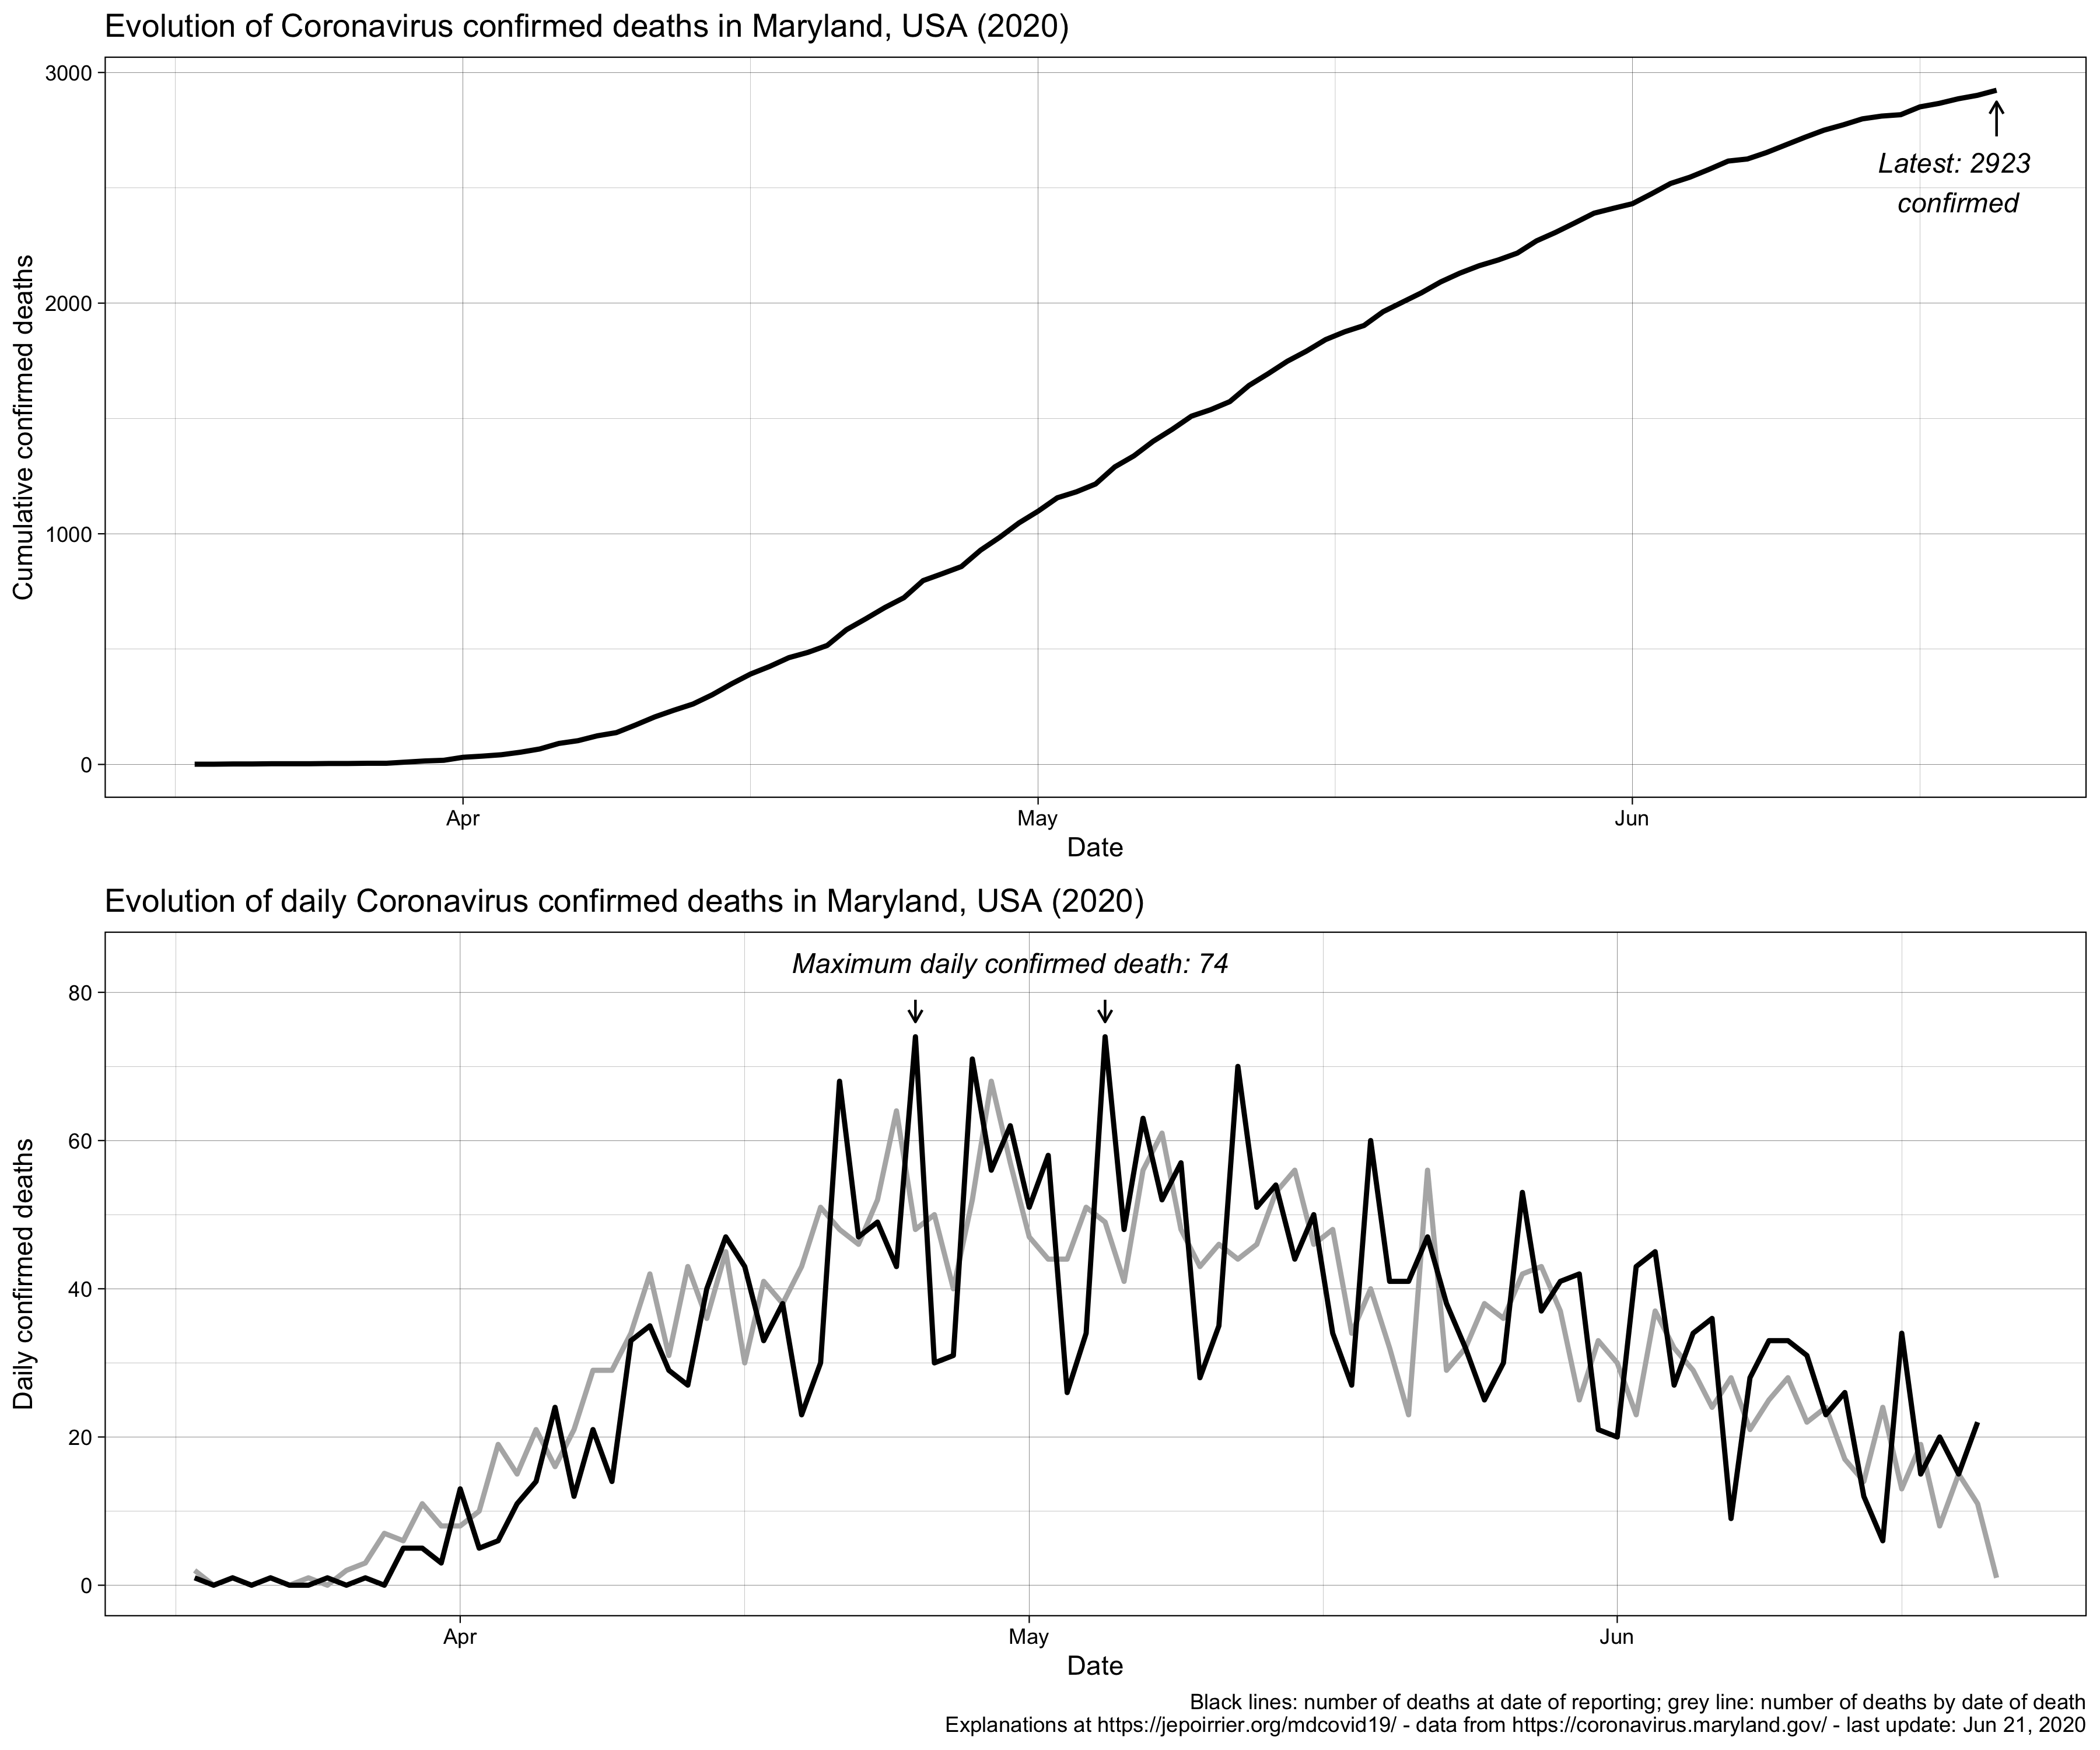 Evolution of Coronavirus confirmed deaths in Maryland, USA (2020)
3000
2000
1000
0
Cumulative confirmed deaths
Latest: 2923
confirmed
Apr
May
Jun
Date
Evolution of daily Coronavirus confirmed deaths in Maryland, USA (2020)
Maximum daily confirmed death: 74
80
60
40
20
0
Daily confirmed deaths
Apr
May
Jun
Date
Black lines: number of deaths at date of reporting; grey line: number of deaths by date of death
Explanations at https://jepoirrier.org/mdcovid19/ - data from https://coronavirus.maryland.gov/ - last update: Jun 21, 2020